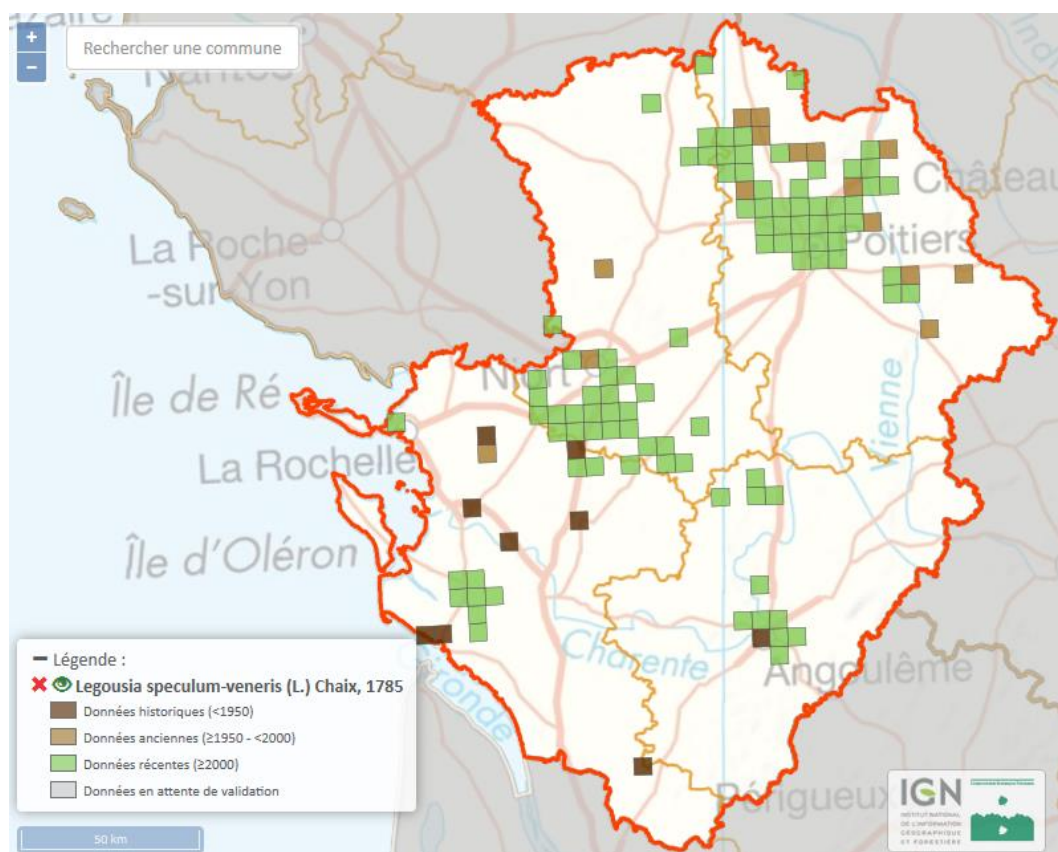 +
Rechercher une commune
−
Nantes
Château
La Roche-
-sur Yon
Poitiers
Niort
Vienne
Île de Ré
La Rochelle
Île d'Oléron
Charente
Angoulême
Gironde
Périgueux
Légende :
Legousia speculum-veneris (L.) Chaix, 1785
Données historiques (<1950)
Données anciennes (≥1950 - <2000)
Données récentes (≥2000)
Données en attente de validation
IGN
INSTITUT NATIONAL
DE L'INFORMATION
GÉOGRAPHIQUE
ET FORESTIÈRE
50 km